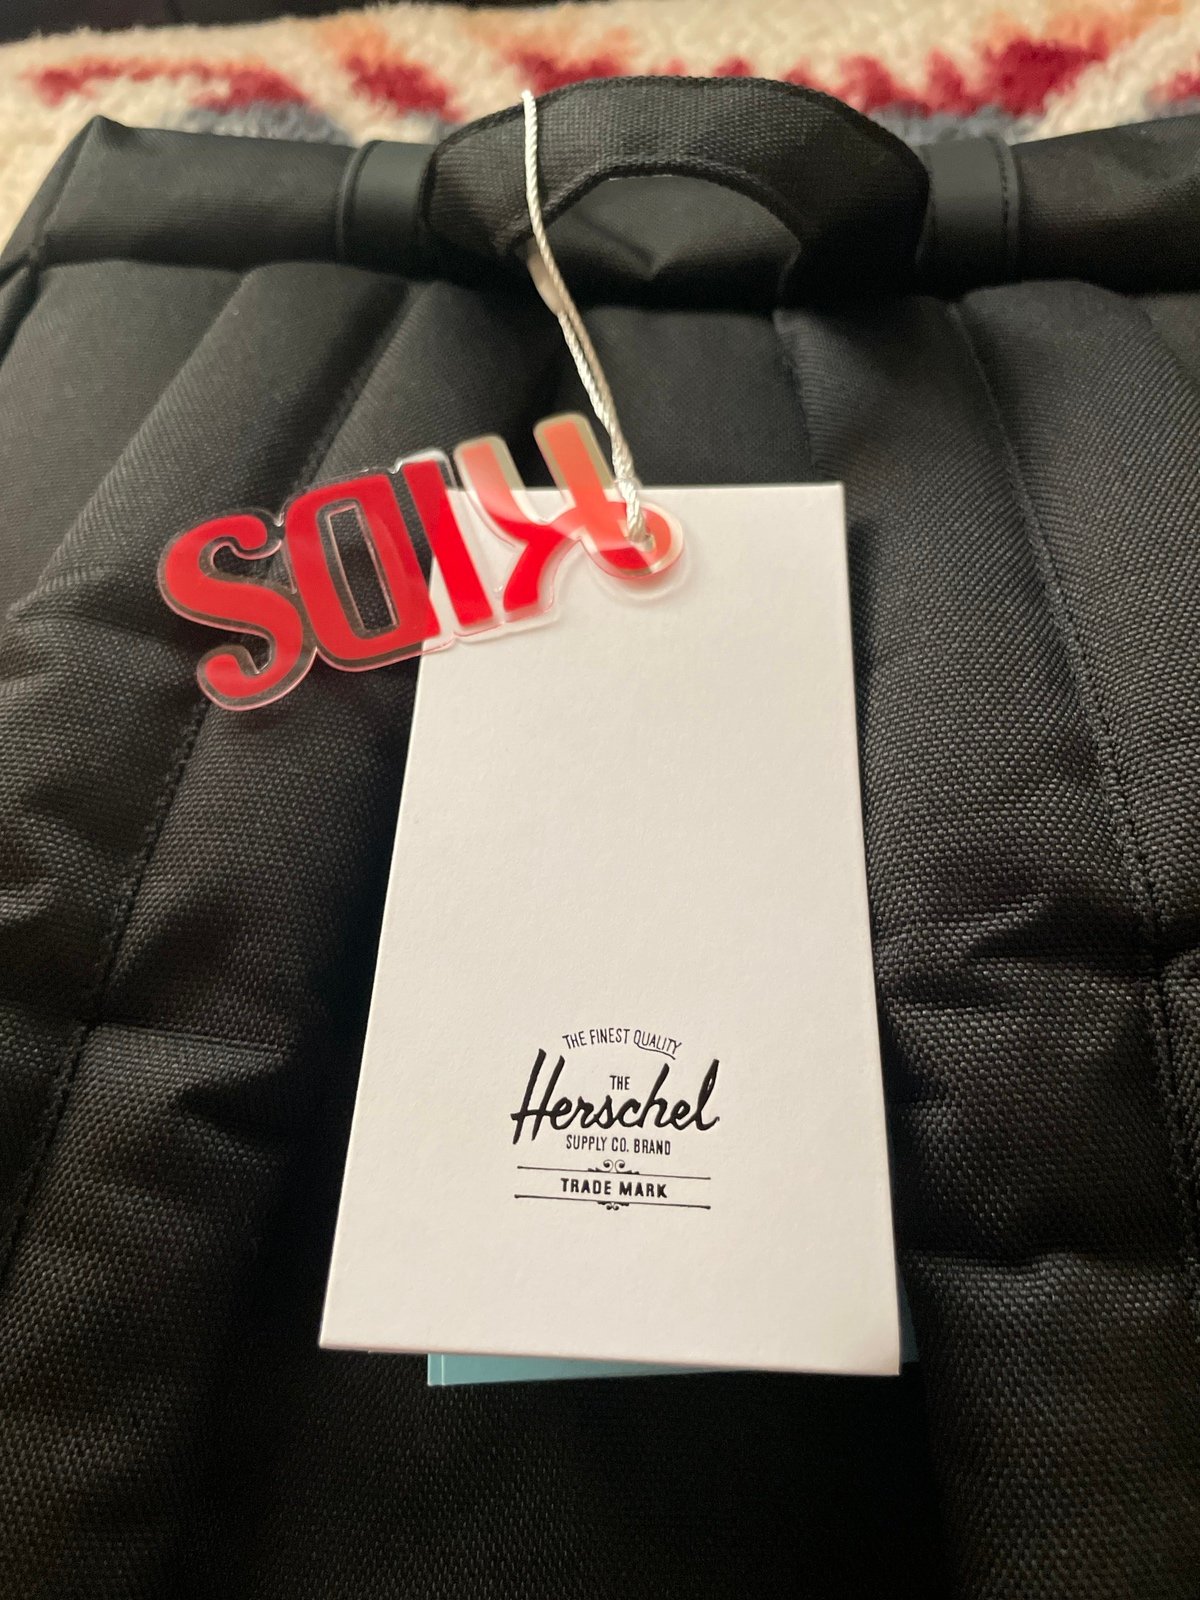 KIDS
THE FINEST QUALITY
THE
Herschel
SUPPLY CO. BRAND
TRADE MARK